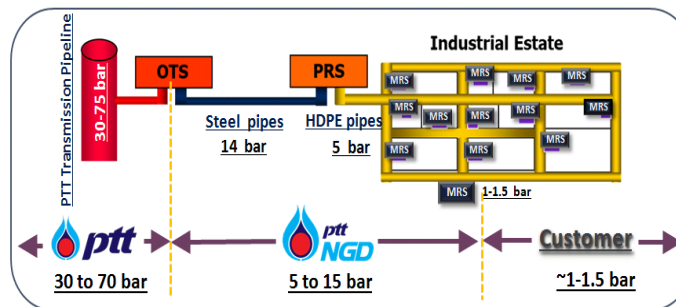 PTT Transmission Pipeline
30-75 bar
OTS
Steel pipes
14 bar
PRS
HDPE pipes
5 bar
Industrial Estate
MRS
MRS
MRS
MRS
MRS
MRS
MRS
MRS
MRS
MRS
MRS
MRS
MRS
1-1.5 bar
ptt
30 to 70 bar
ptt
NGD
5 to 15 bar
Customer
~1-1.5 bar